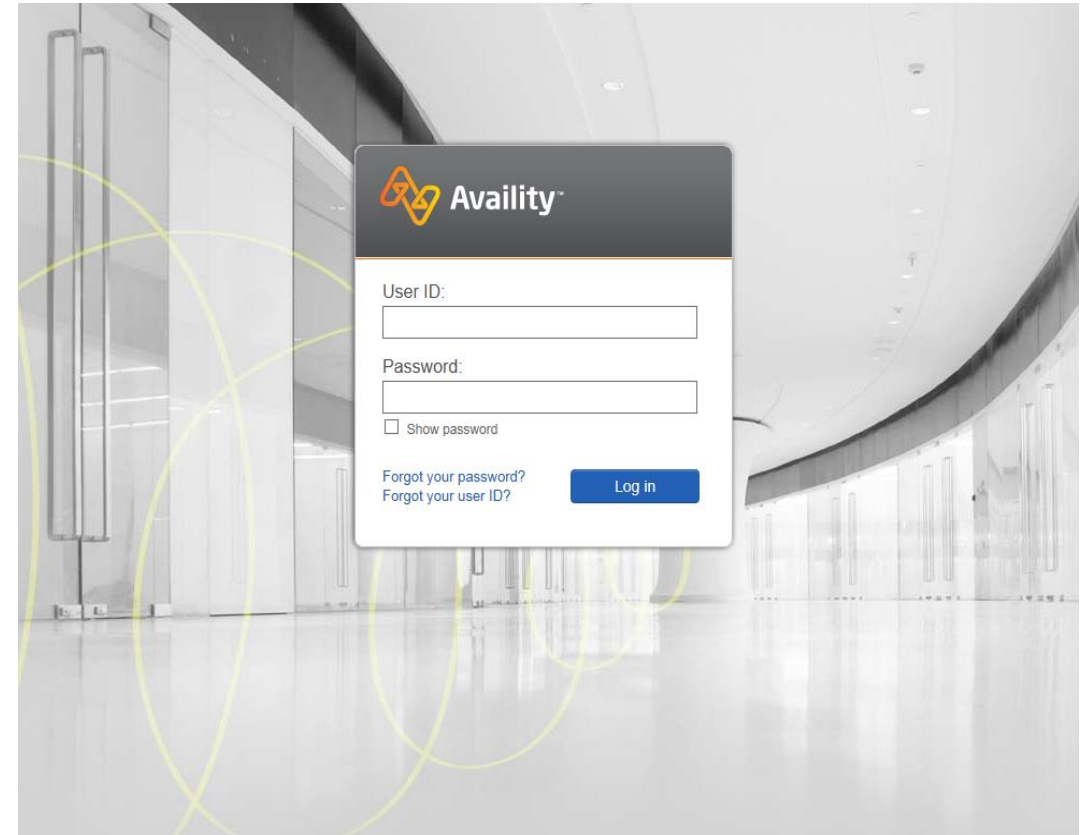 Availity™
User ID:
Password:
Show password
Forgot your password?
Forgot your user ID?
Log in